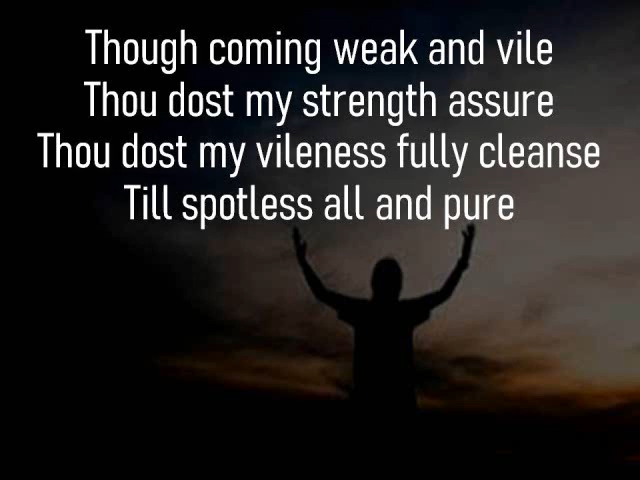 Though coming weak and vile
Thou dost my strength assure
Thou dost my vileness fully cleanse
Till spotless all and pure